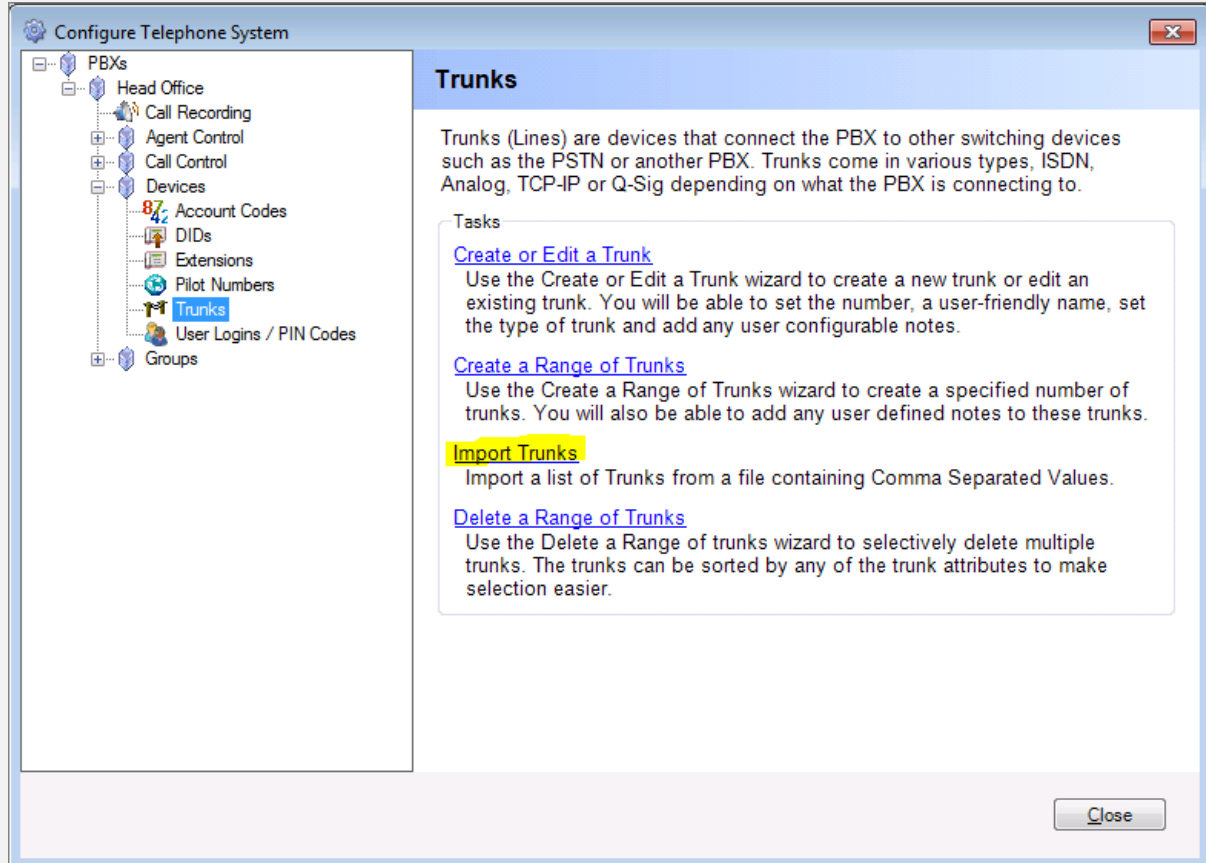 Configure Telephone System
PBXs
Head Office
Call Recording
Agent Control
Call Control
Devices
Account Codes
DIDs
Extensions
Pilot Numbers
Trunks
User Logins / PIN Codes
Groups
Trunks
Trunks (Lines) are devices that connect the PBX to other switching devices
such as the PSTN or another PBX. Trunks come in various types, ISDN,
Analog, TCP-IP or Q-Sig depending on what the PBX is connecting to.
Tasks
Create or Edit a Trunk
Use the Create or Edit a Trunk wizard to create a new trunk or edit an
existing trunk. You will be able to set the number, a user-friendly name, set
the type of trunk and add any user configurable notes.
Create a Range of Trunks
Use the Create a Range of Trunks wizard to create a specified number of
trunks. You will also be able to add any user defined notes to these trunks.
Import Trunks
Import a list of Trunks from a file containing Comma Separated Values.
Delete a Range of Trunks
Use the Delete a Range of trunks wizard to selectively delete multiple
trunks. The trunks can be sorted by any of the trunk attributes to make
selection easier.
Close